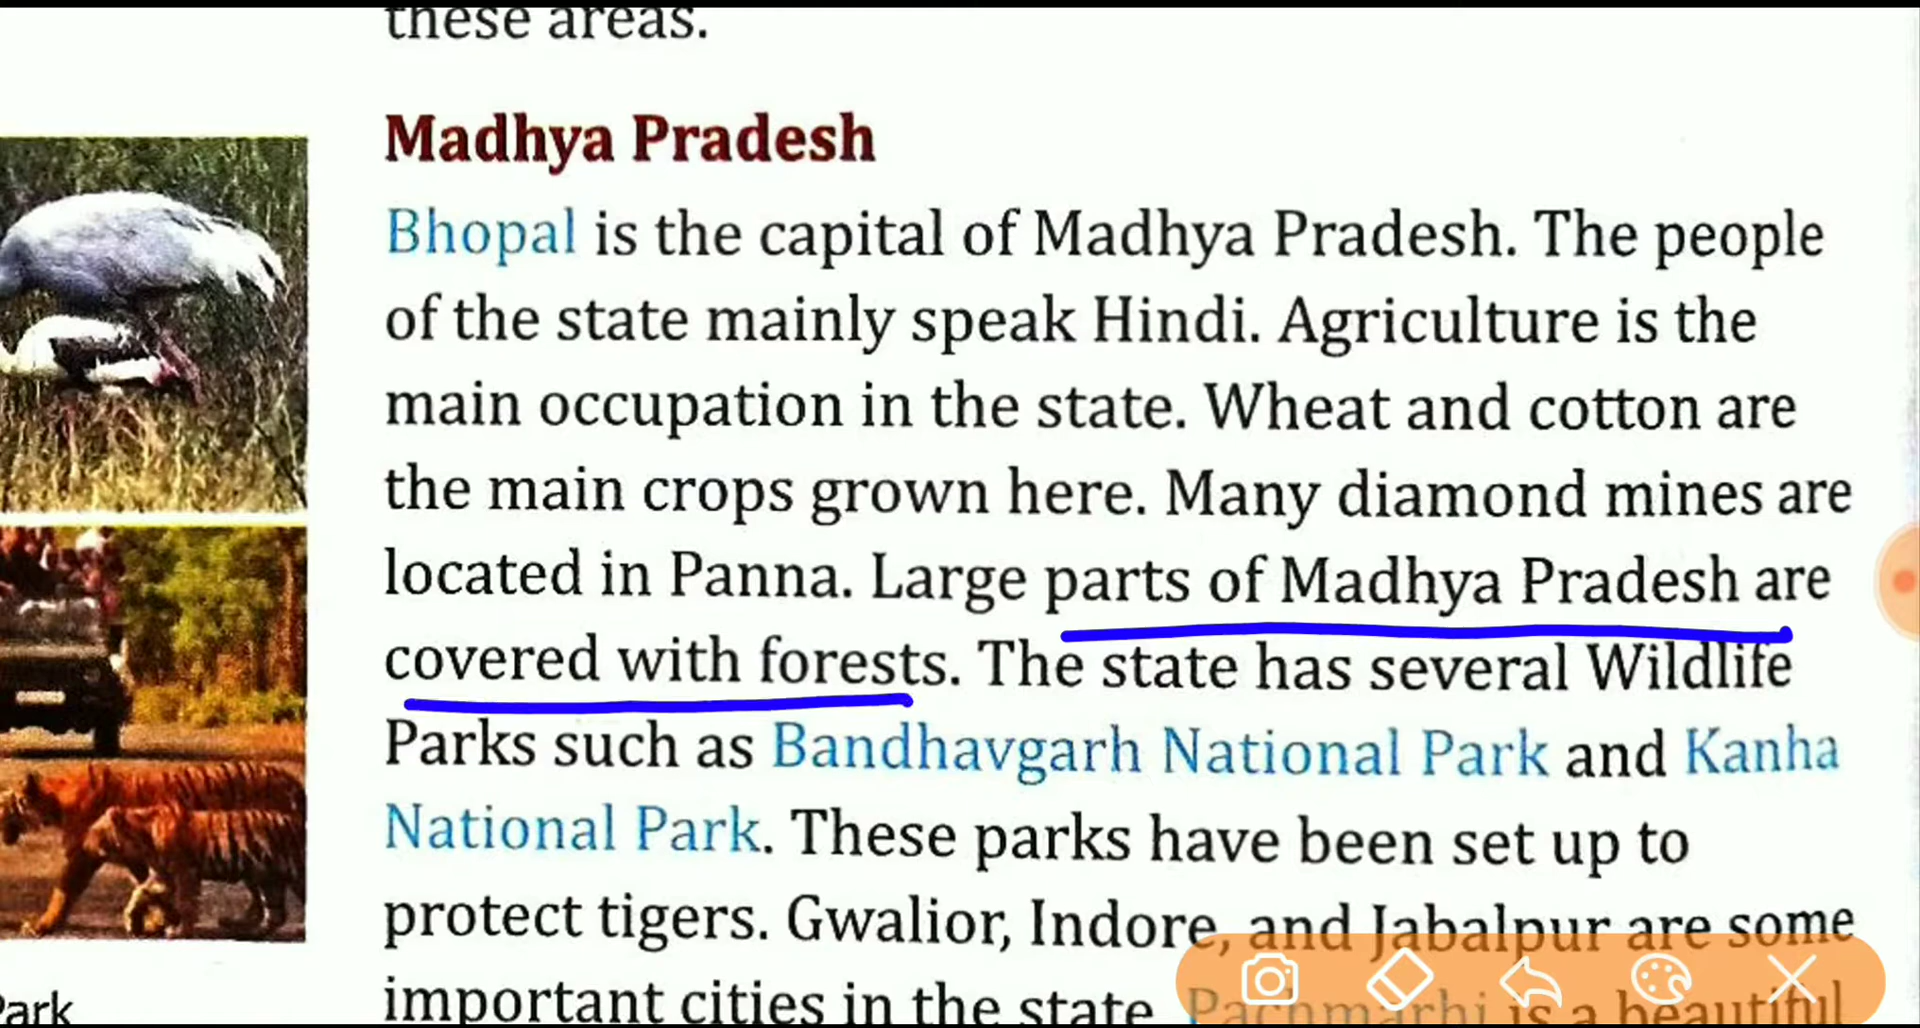 these areas.
Madhya Pradesh
Bhopal is the capital of Madhya Pradesh. The people
of the state mainly speak Hindi. Agriculture is the
main occupation in the state. Wheat and cotton are
the main crops grown here. Many diamond mines are
located in Panna. Large parts of Madhya Pradesh are
covered with forests. The state has several Wildlife
Parks such as Bandhavgarh National Park and Kanha
National Park. These parks have been set up to
protect tigers. Gwalior, Indore, and Jabalpur are some
important cities in the state. Pachmarhi is a beautiful
Park